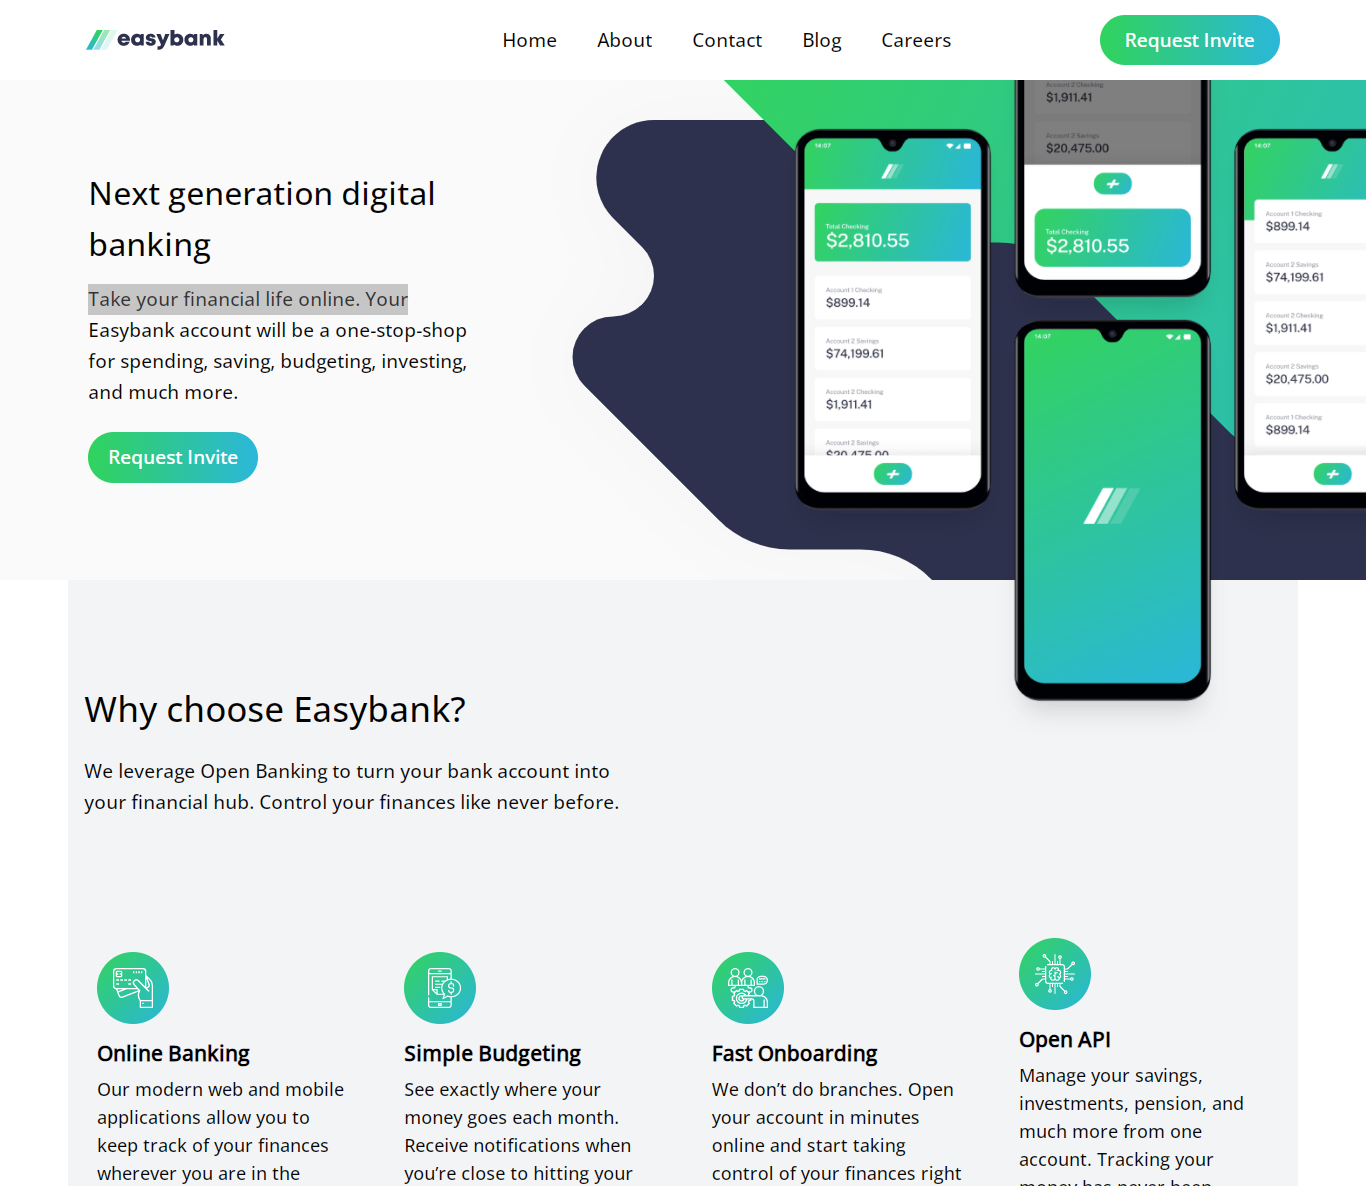 easybank
Home
About
Contact
Blog
Careers
Request Invite
Next generation digital
banking
Take your financial life online. Your
Easybank account will be a one-stop-shop
for spending, saving, budgeting, investing,
and much more.
Request Invite
14:07
Total Checking
$2,810.55
Account 1 Checking
$899.14
Account 2 Savings
$74,199.61
Account 2 Checking
$1,911.41
Account 2 Savings
$20,475.00
Account 2 Checking
$1,911.41
Account 2 Savings
$20,475.00
Total Checking
$2,810.55
14:07
14:07
Account 1 Checking
$899.14
Account 2 Savings
$74,199.61
Account 2 Checking
$1,911.41
Account 2 Savings
$20,475.00
Account 1 Checking
$899.14
Why choose Easybank?
We leverage Open Banking to turn your bank account into
your financial hub. Control your finances like never before.
Online Banking
Our modern web and mobile
applications allow you to
keep track of your finances
wherever you are in the
Simple Budgeting
See exactly where your
money goes each month.
Receive notifications when
you’re close to hitting your
Fast Onboarding
We don’t do branches. Open
your account in minutes
online and start taking
control of your finances right
Open API
Manage your savings,
investments, pension, and
much more from one
account. Tracking your
money has never been